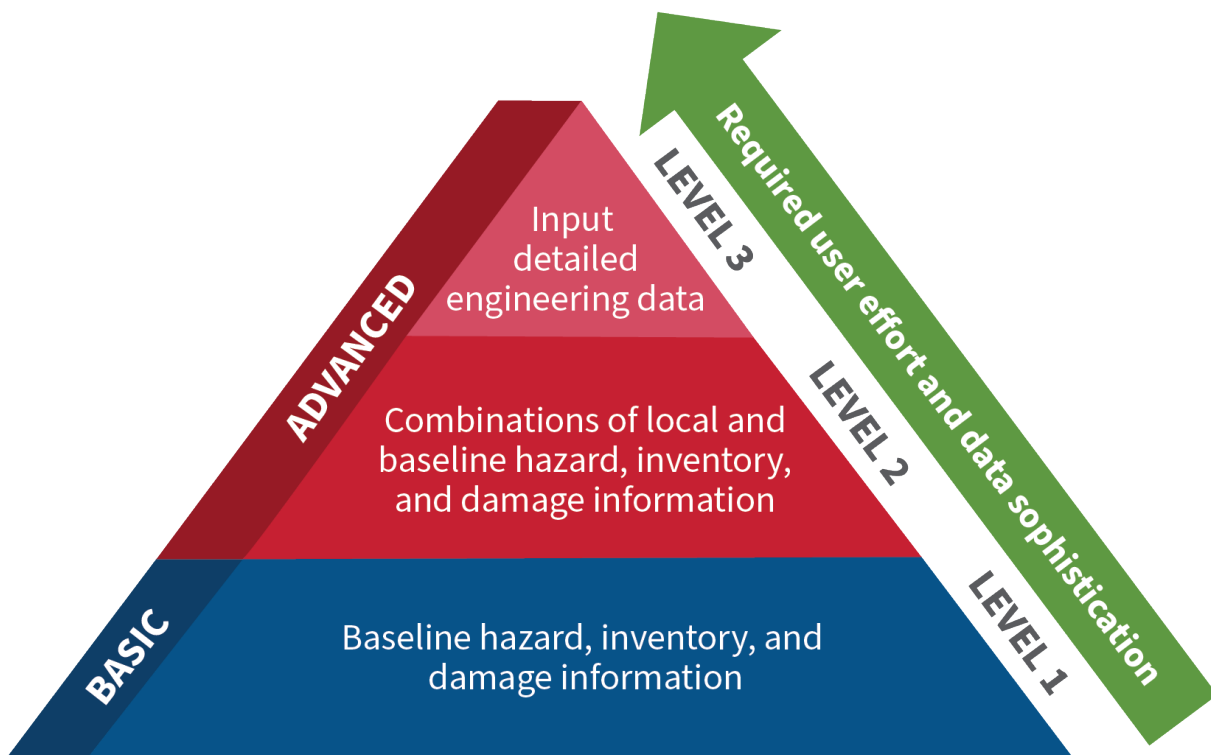 Input
detailed
engineering data
LEVEL 3
ADVANCED
Combinations of local and
baseline hazard, inventory,
and damage information
LEVEL 2
BASIC
Baseline hazard, inventory, and
damage information
LEVEL 1
Required user effort and data sophistication